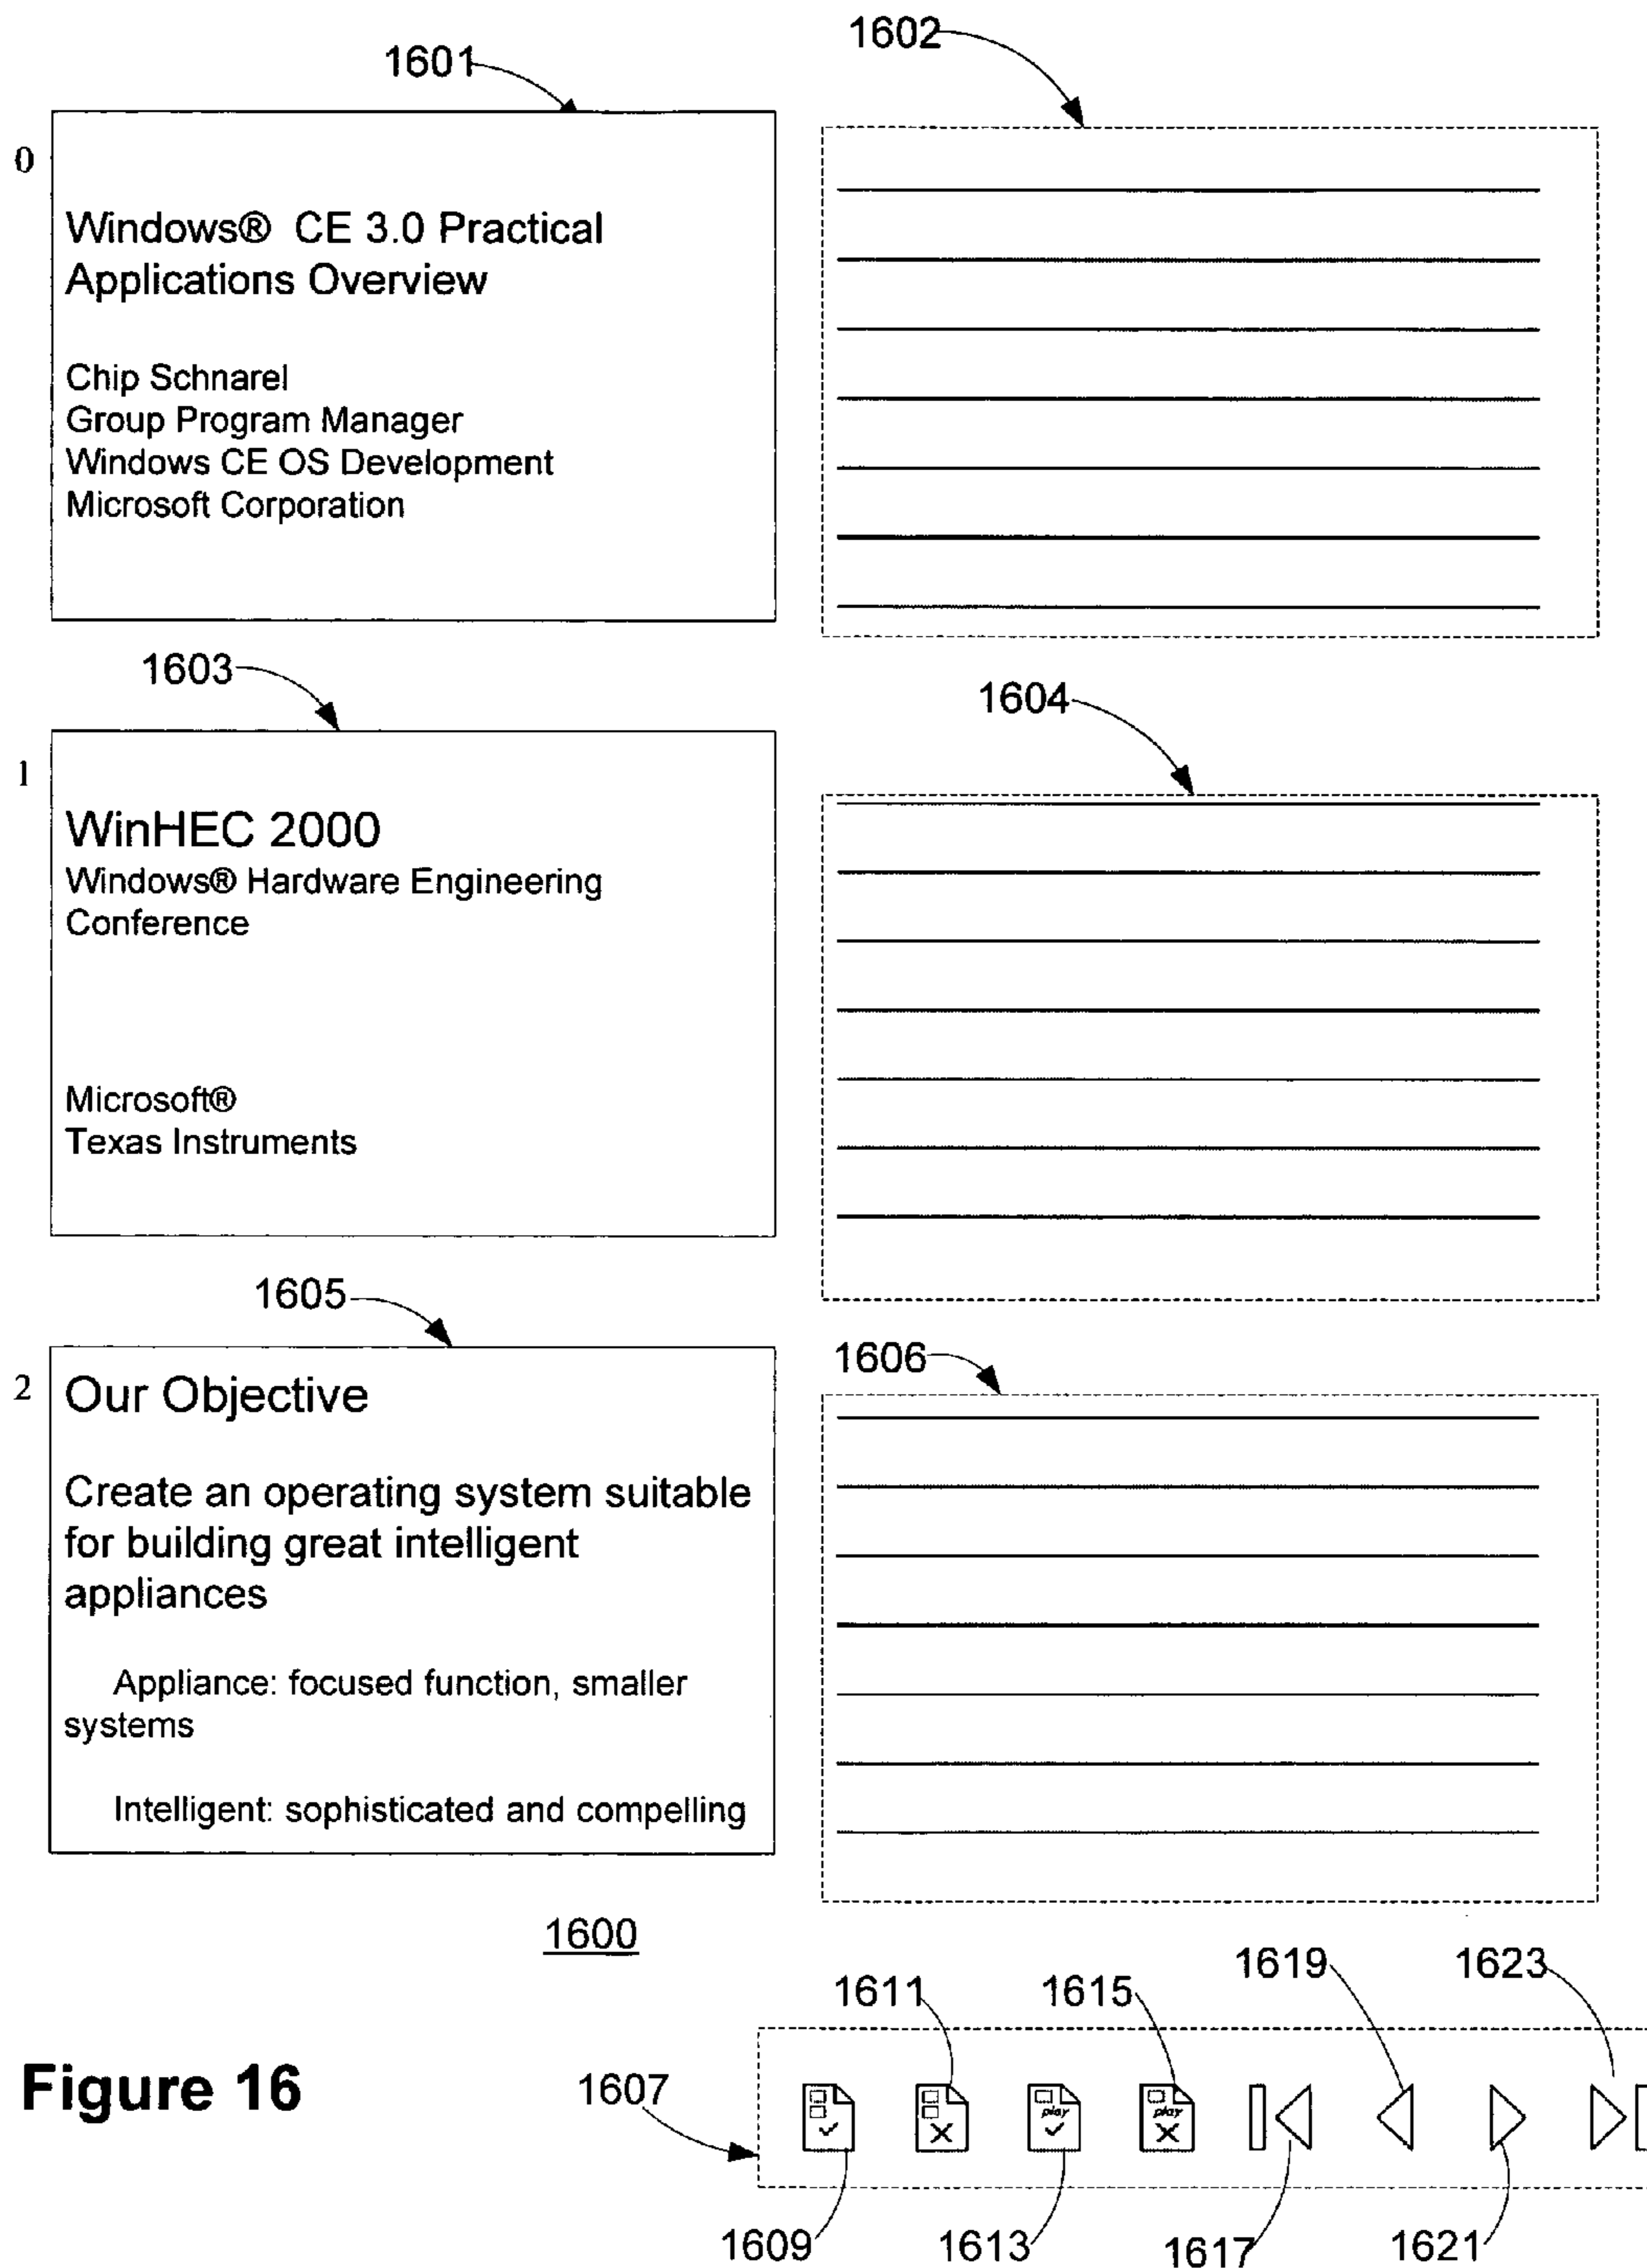 1602
1601
0
Windows® CE 3.0 Practical
Applications Overview
Chip Schnarel
Group Program Manager
Windows CE OS Development
Microsoft Corporation
1603
1604
1
WinHEC 2000
Windows® Hardware Engineering
Conference
Microsoft®
Texas Instruments
1605
1606
2
Our Objective
Create an operating system suitable
for building great intelligent
appliances
Appliance: focused function, smaller
systems
Intelligent: sophisticated and compelling
1600
1619
1623
1611
1615
Figure 16
1607
play
play
1609
1613
1617
1621